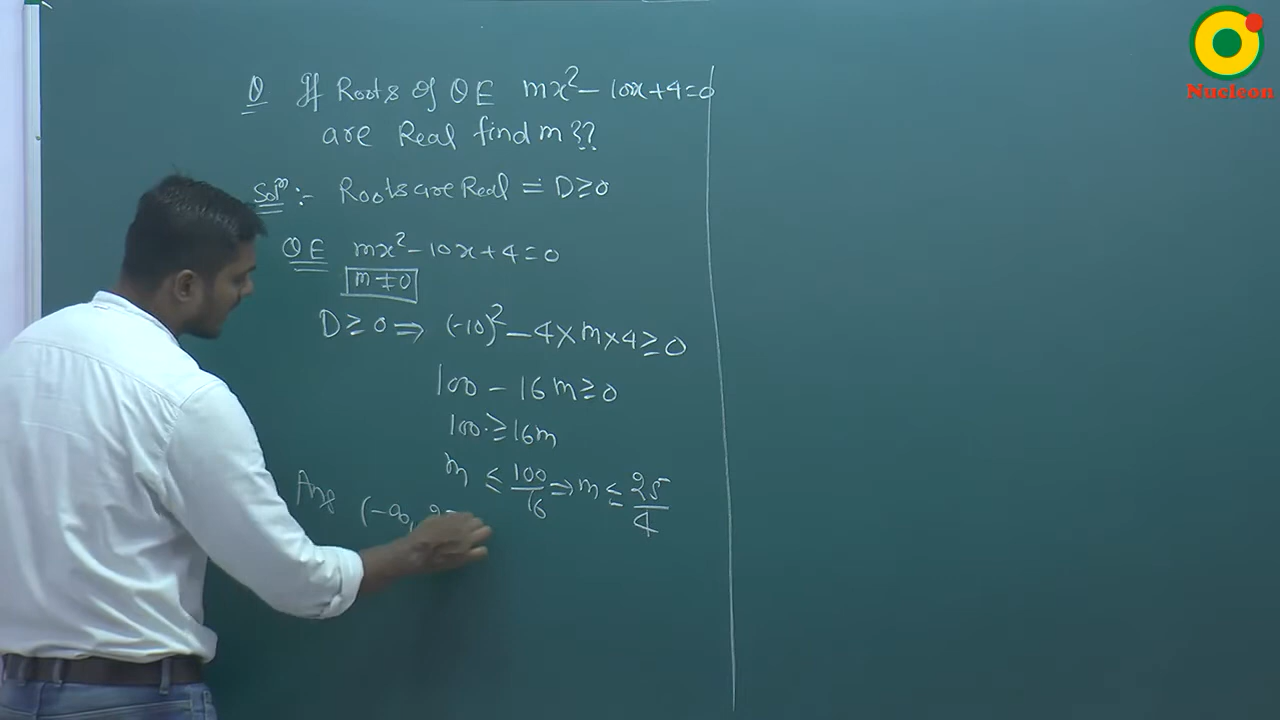 Q If Roots of QE mx² - 10x + 4 = 0
are Real find m ??
Solⁿ :- Roots are Real = D ≥ 0
QE mx² - 10x + 4 = 0
m ≠ 0
D ≥ 0 ⇒ (-10)² - 4 × m × 4 ≥ 0
100 - 16m ≥ 0
100 ≥ 16m
m ≤ 100/16 ⇒ m ≤ 25/4
Ans (-∞,
Nucleon